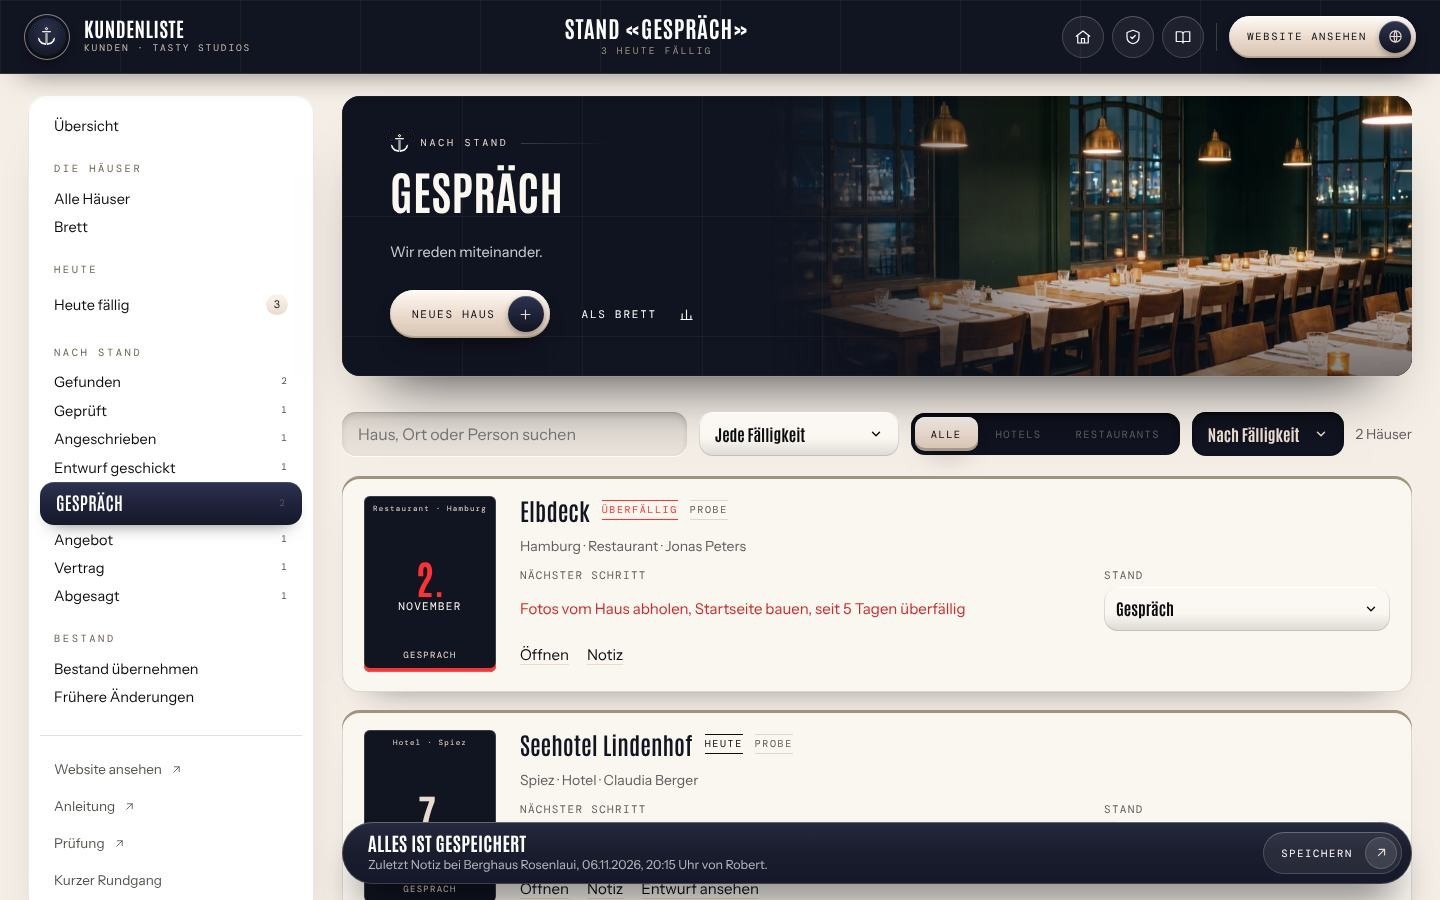 KUNDENLISTE
KUNDEN · TASTY STUDIOS
STAND «GESPRÄCH»
3 HEUTE FÄLLIG
WEBSITE ANSEHEN
Übersicht
DIE HÄUSER
Alle Häuser
Brett
HEUTE
Heute fällig 3
NACH STAND
Gefunden 2
Geprüft 1
Angeschrieben 1
Entwurf geschickt 1
GESPRÄCH 2
Angebot 1
Vertrag 1
Abgesagt 1
BESTAND
Bestand übernehmen
Frühere Änderungen
Website ansehen
Anleitung
Prüfung
Kurzer Rundgang
NACH STAND
GESPRÄCH
Wir reden miteinander.
NEUES HAUS
ALS BRETT
Haus, Ort oder Person suchen
Jede Fälligkeit
ALLE HOTELS RESTAURANTS
Nach Fälligkeit
2 Häuser
Restaurant · Hamburg
2.
NOVEMBER
GESPRÄCH
Elbdeck ÜBERFÄLLIG PROBE
Hamburg · Restaurant · Jonas Peters
NÄCHSTER SCHRITT
Fotos vom Haus abholen, Startseite bauen, seit 5 Tagen überfällig
STAND
Gespräch
Öffnen Notiz
Hotel · Spiez
7
GESPRÄCH
Seehotel Lindenhof HEUTE PROBE
Spiez · Hotel · Claudia Berger
NÄCHSTER SCHRITT
STAND
Öffnen Notiz Entwurf ansehen
ALLES IST GESPEICHERT
Zuletzt Notiz bei Berghaus Rosenlaui, 06.11.2026, 20:15 Uhr von Robert.
SPEICHERN